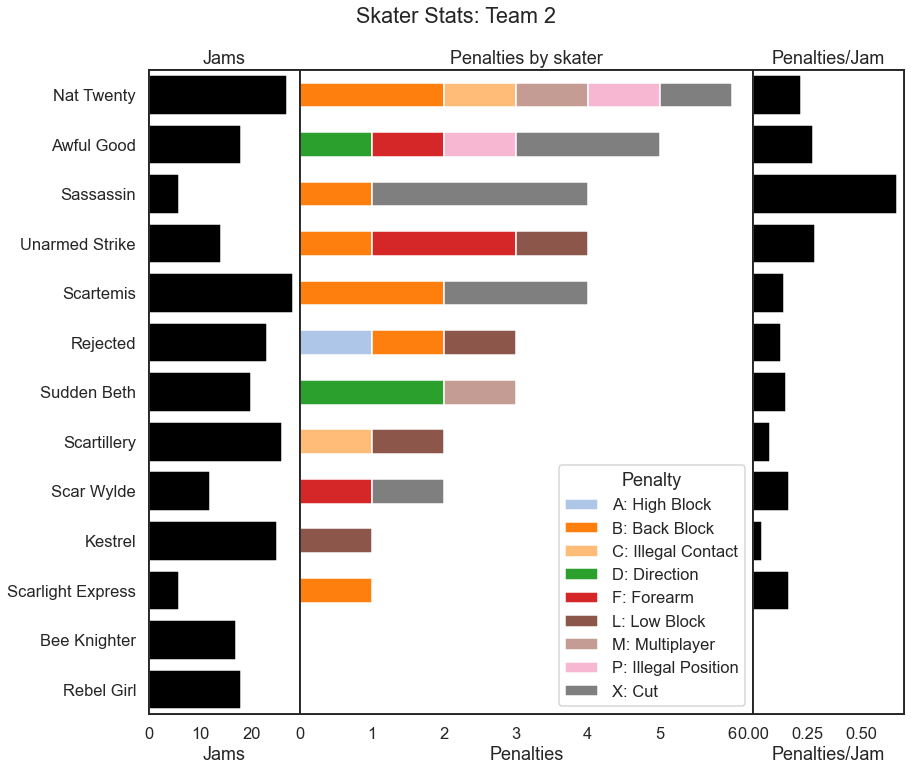 Skater Stats: Team 2
Jams
Penalties by skater
Penalties/Jam
Nat Twenty
Awful Good
Sassassin
Unarmed Strike
Scartemis
Rejected
Sudden Beth
Scartillery
Scar Wylde
Kestrel
Scarlight Express
Bee Knighter
Rebel Girl
Penalty
A: High Block
B: Back Block
C: Illegal Contact
D: Direction
F: Forearm
L: Low Block
M: Multiplayer
P: Illegal Position
X: Cut
0 10 20
0 1 2 3 4 5 6
0.00 0.25 0.50
Jams
Penalties
Penalties/Jam